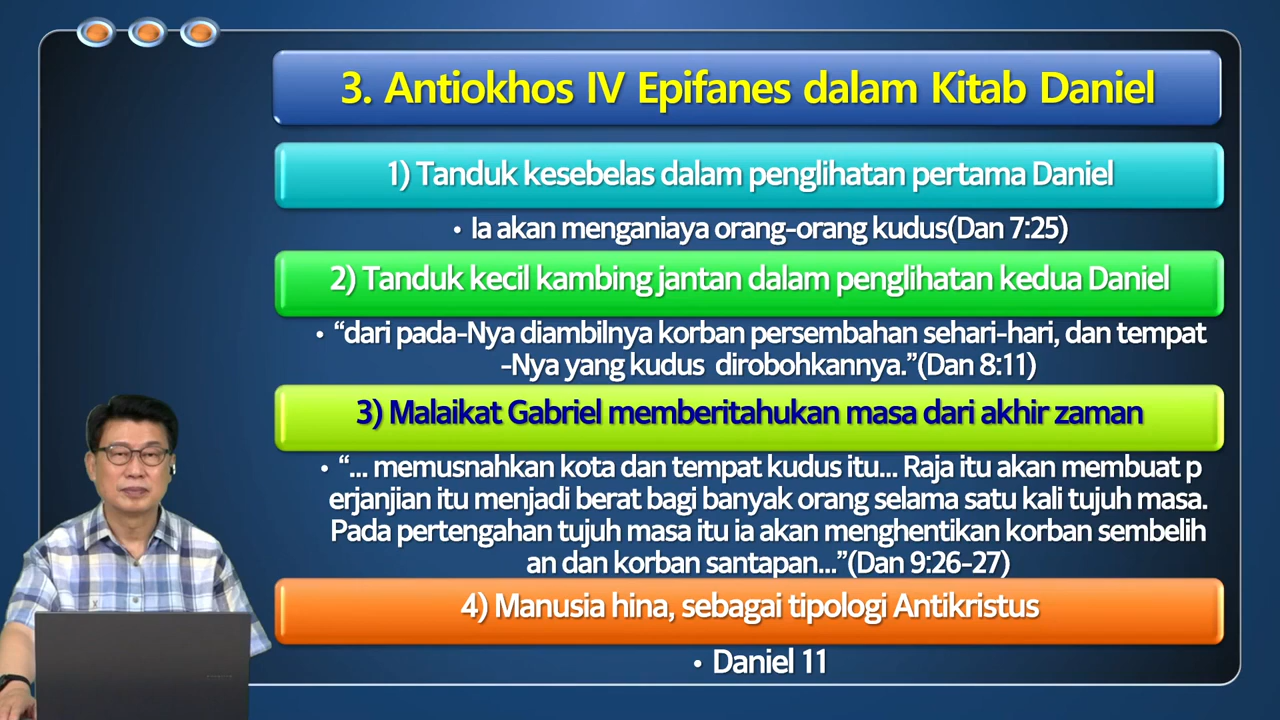 3. Antiokhos IV Epifanes dalam Kitab Daniel
1) Tanduk kesebelas dalam penglihatan pertama Daniel
• Ia akan menganiaya orang-orang kudus(Dan 7:25)
2) Tanduk kecil kambing jantan dalam penglihatan kedua Daniel
• “dari pada-Nya diambilnya korban persembahan sehari-hari, dan tempat
-Nya yang kudus dirobohkannya.”(Dan 8:11)
3) Malaikat Gabriel memberitahukan masa dari akhir zaman
• “... memusnahkan kota dan tempat kudus itu... Raja itu akan membuat p
erjanjian itu menjadi berat bagi banyak orang selama satu kali tujuh masa.
Pada pertengahan tujuh masa itu ia akan menghentikan korban sembelih
an dan korban santapan...”(Dan 9:26-27)
4) Manusia hina, sebagai tipologi Antikristus
• Daniel 11